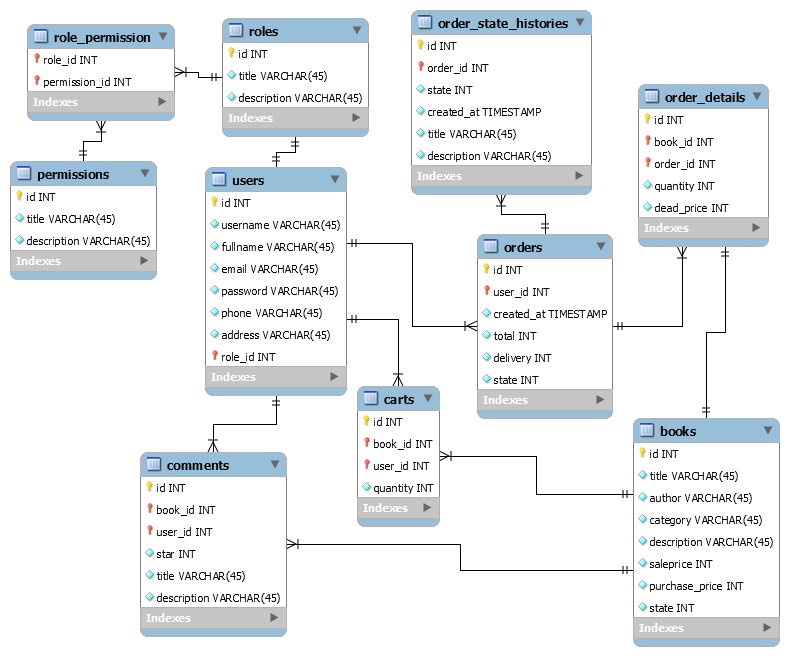 role_permission
role_id INT
permission_id INT
Indexes
roles
id INT
title VARCHAR(45)
description VARCHAR(45)
Indexes
order_state_histories
id INT
order_id INT
state INT
created_at TIMESTAMP
title VARCHAR(45)
description VARCHAR(45)
Indexes
order_details
id INT
book_id INT
order_id INT
quantity INT
dead_price INT
Indexes
permissions
id INT
title VARCHAR(45)
description VARCHAR(45)
Indexes
users
id INT
username VARCHAR(45)
fullname VARCHAR(45)
email VARCHAR(45)
password VARCHAR(45)
phone VARCHAR(45)
address VARCHAR(45)
role_id INT
Indexes
orders
id INT
user_id INT
created_at TIMESTAMP
total INT
delivery INT
state INT
Indexes
carts
id INT
book_id INT
user_id INT
quantity INT
Indexes
comments
id INT
book_id INT
user_id INT
star INT
title VARCHAR(45)
description VARCHAR(45)
Indexes
books
id INT
title VARCHAR(45)
author VARCHAR(45)
category VARCHAR(45)
description VARCHAR(45)
saleprice INT
purchase_price INT
state INT
Indexes